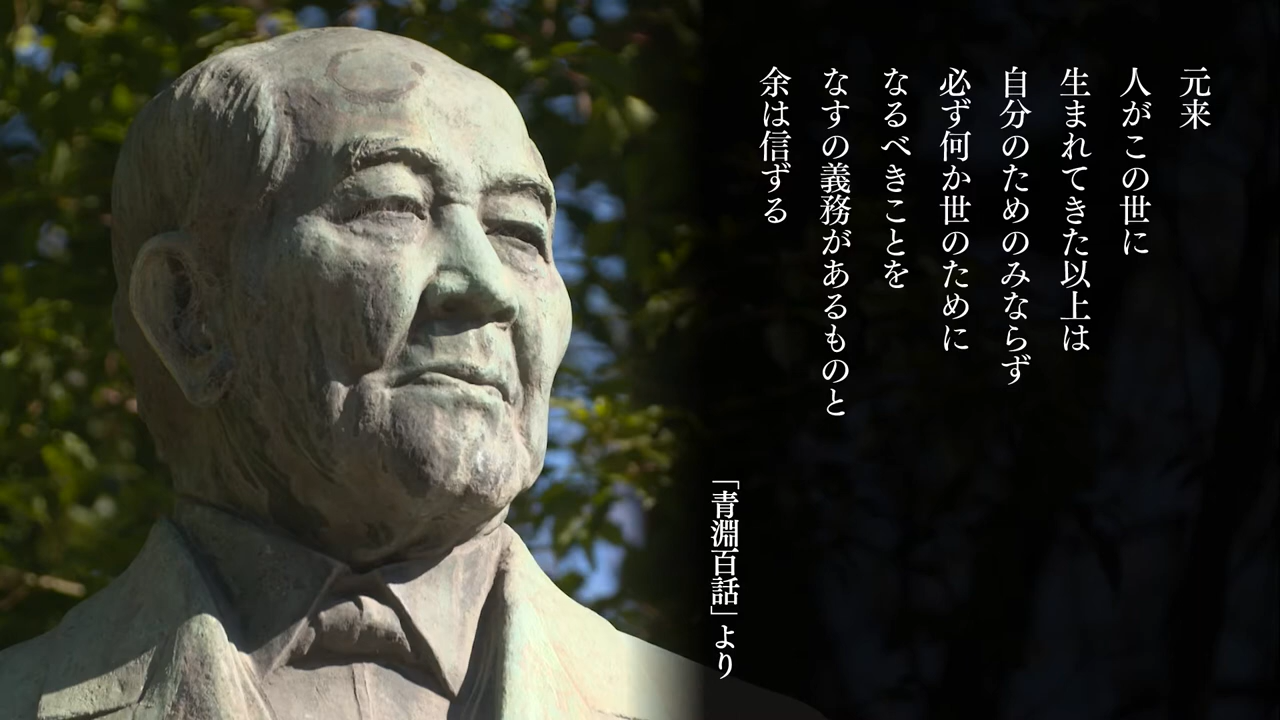 元来
人がこの世に
生まれてきた以上は
自分のためのみならず
必ず何か世のために
なるべきことを
なすの義務があるものと
余は信ずる
「青淵百話」より